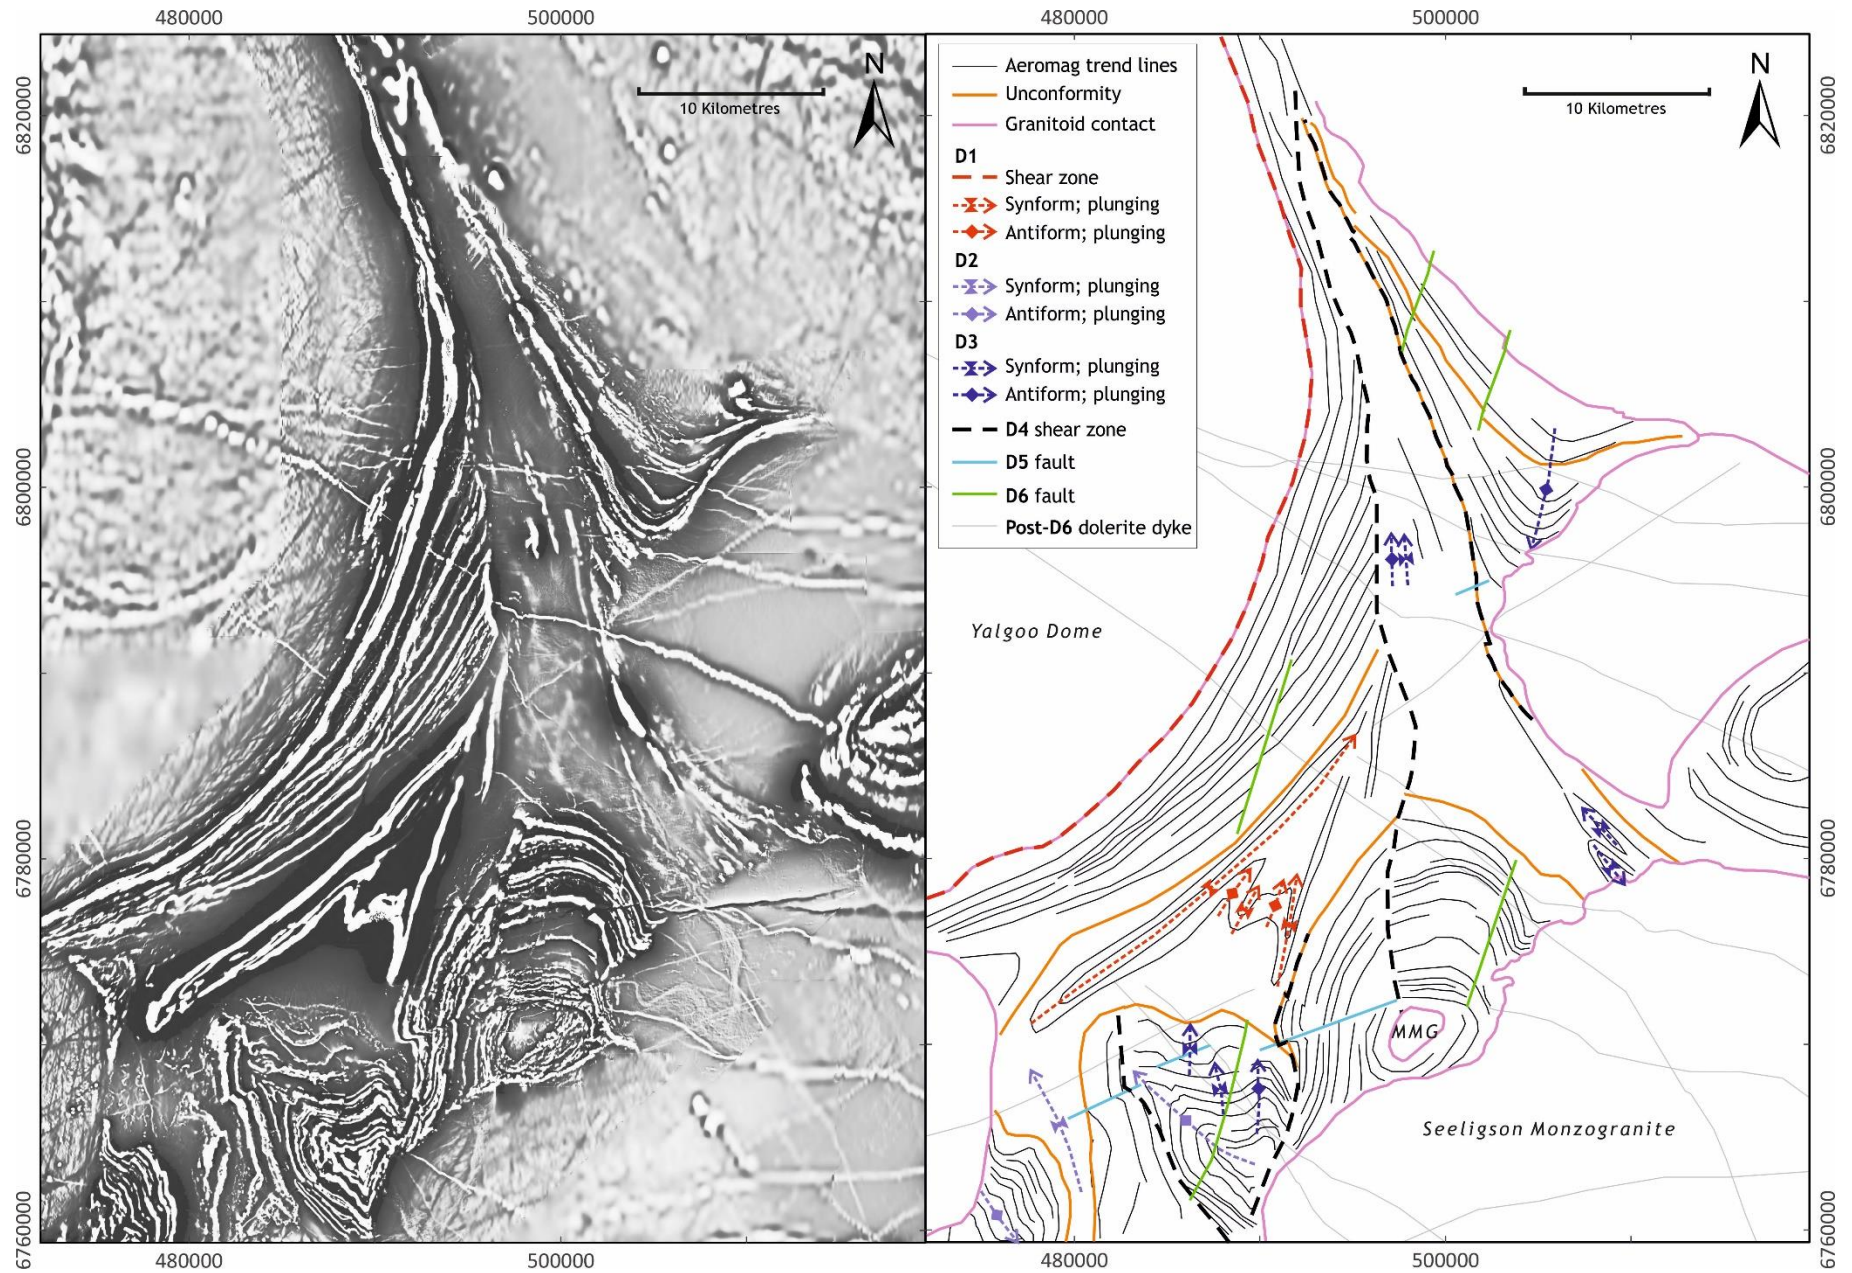 480000
500000
480000
500000
6820000
6800000
6780000
6760000
N
10 Kilometres
Aeromag trend lines
Unconformity
Granitoid contact
D1
Shear zone
Synform; plunging
Antiform; plunging
D2
Synform; plunging
Antiform; plunging
D3
Synform; plunging
Antiform; plunging
D4 shear zone
D5 fault
D6 fault
Post-D6 dolerite dyke
10 Kilometres
N
Yalgoo Dome
MMG
Seeligson Monzogranite
6820000
6800000
6780000
6760000
480000
500000
480000
500000